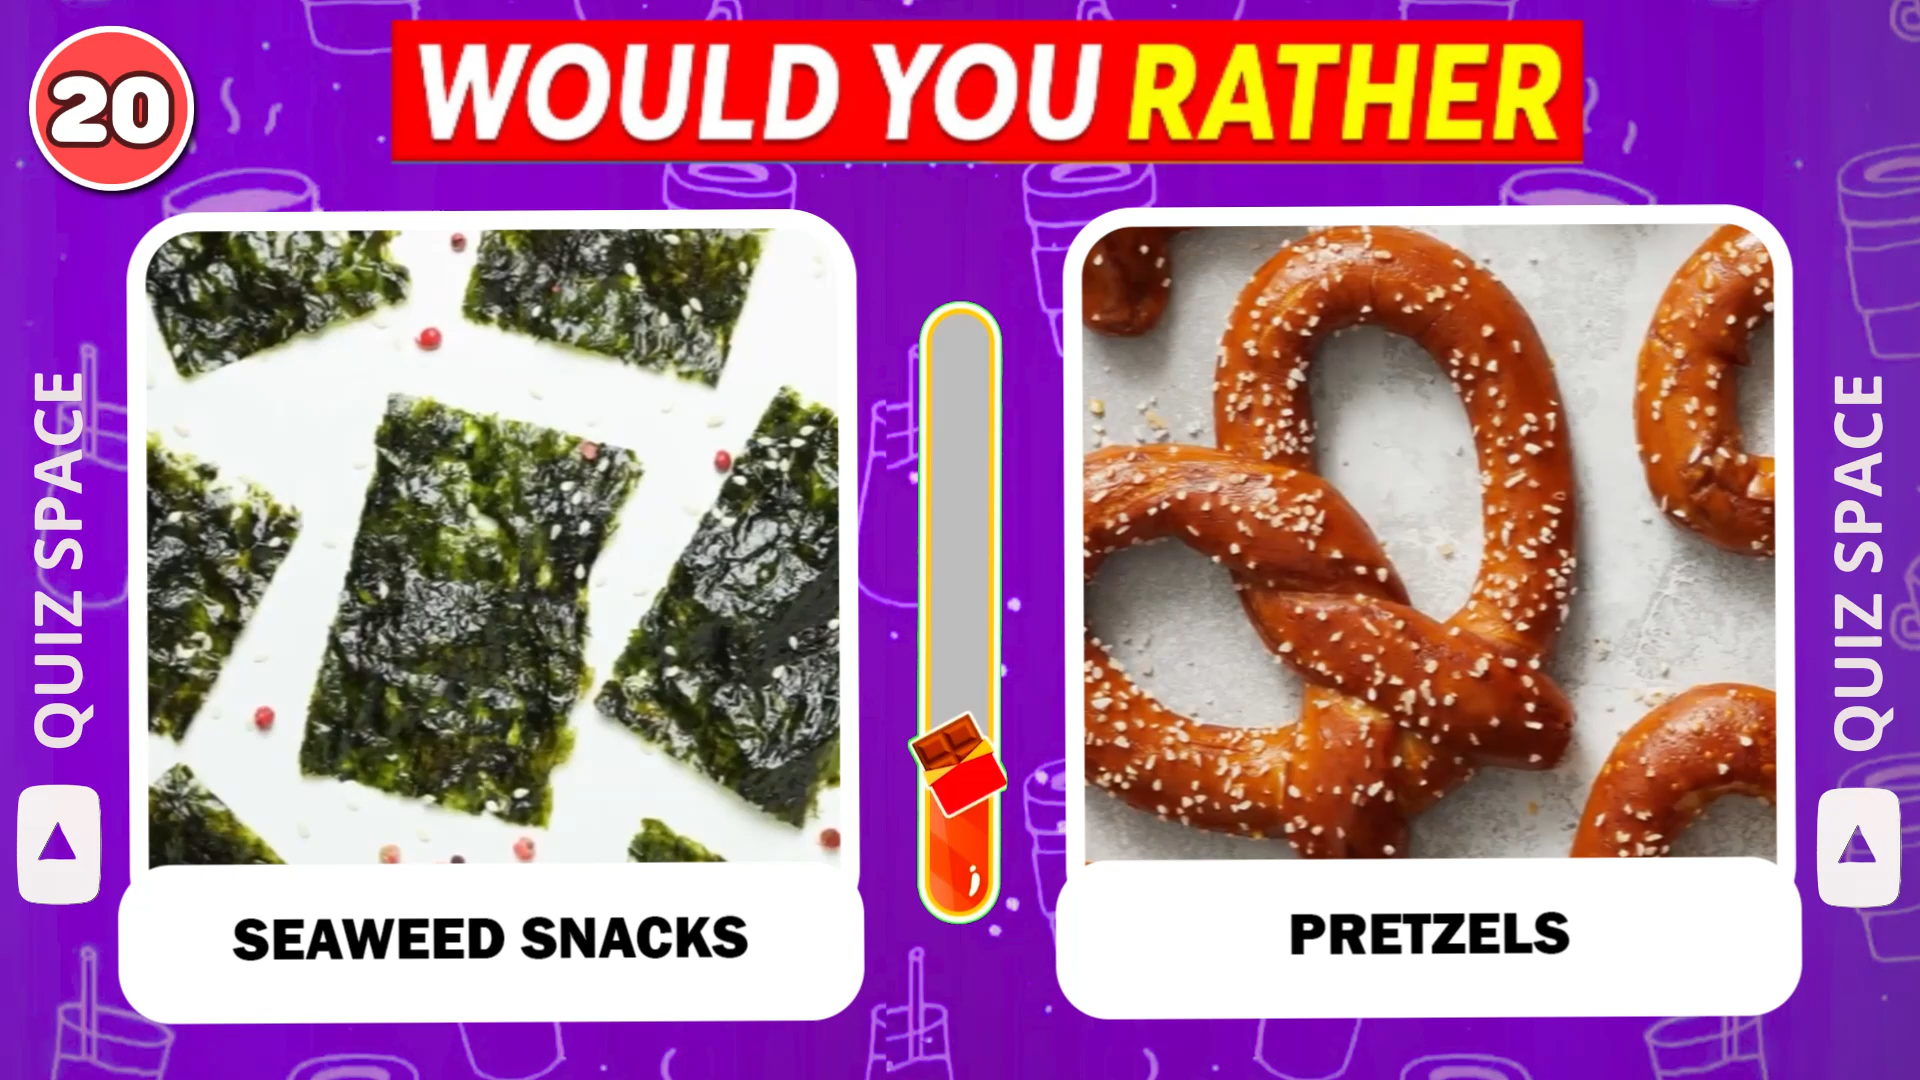 20
WOULD YOU RATHER
QUIZ SPACE
QUIZ SPACE
SEAWEED SNACKS
PRETZELS